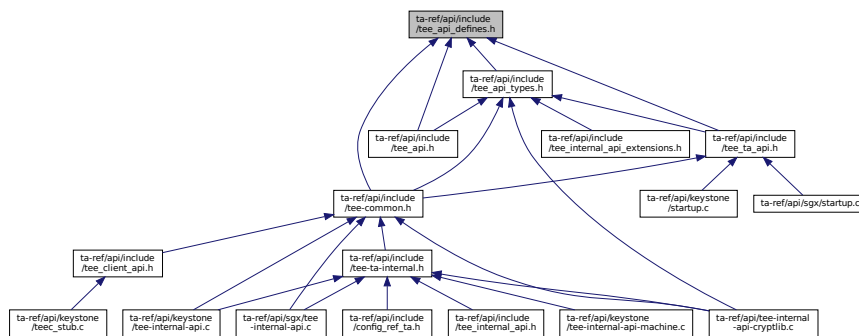 ta-ref/api/include
/tee_api_defines.h
ta-ref/api/include
/tee_api_types.h
ta-ref/api/include
/tee_api.h
ta-ref/api/include
/tee_internal_api_extensions.h
ta-ref/api/include
/tee_ta_api.h
ta-ref/api/include
/tee-common.h
ta-ref/api/keystone
/startup.c
ta-ref/api/sgx/startup.c
ta-ref/api/include
/tee_client_api.h
ta-ref/api/include
/tee-ta-internal.h
ta-ref/api/keystone
/teec_stub.c
ta-ref/api/keystone
/tee-internal-api.c
ta-ref/api/sgx/tee
-internal-api.c
ta-ref/api/include
/config_ref_ta.h
ta-ref/api/include
/tee_internal_api.h
ta-ref/api/keystone
/tee-internal-api-machine.c
ta-ref/api/tee-internal
-api-cryptlib.c